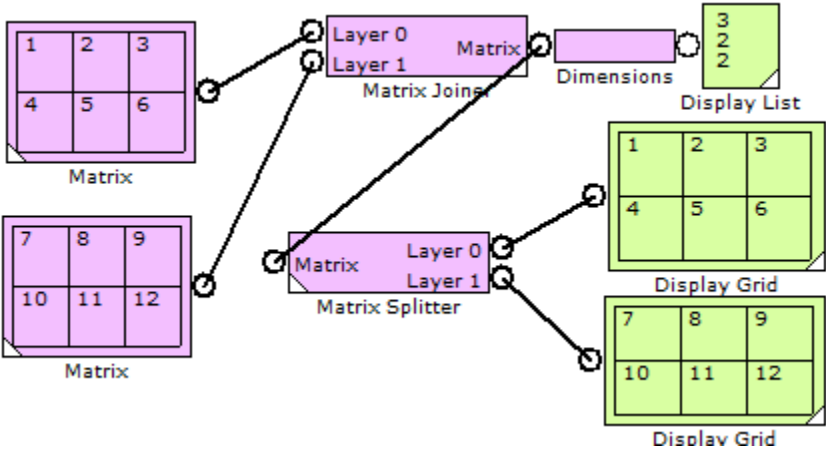 1 2 3
4 5 6
Matrix
Layer 0
Layer 1
Matrix
Matrix Joiner
Dimensions
3
2
2
Display List
7 8 9
10 11 12
Matrix
Matrix
Layer 0
Layer 1
Matrix Splitter
1 2 3
4 5 6
Display Grid
7 8 9
10 11 12
Display Grid